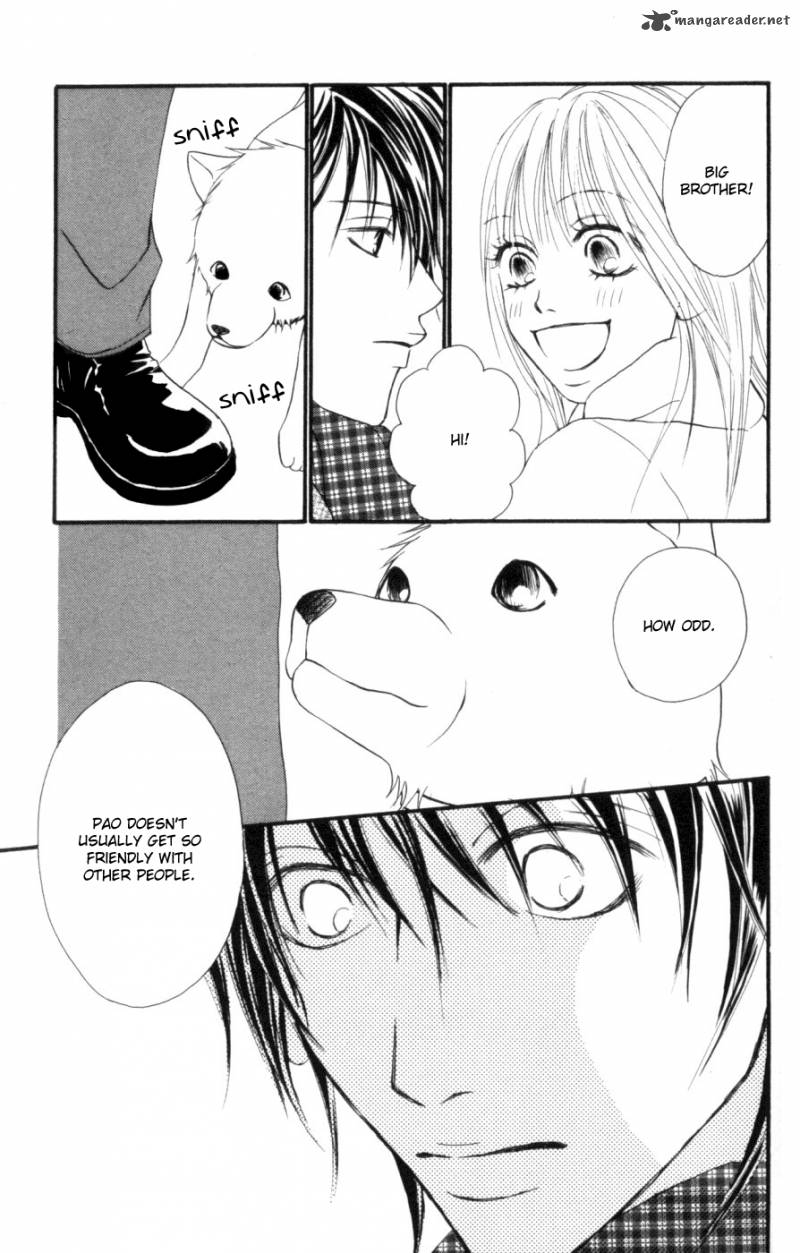 mangareader.net
BIG
BROTHER!
HI!
sniff
sniff
HOW ODD.
PAO DOESN'T
USUALLY GET SO
FRIENDLY WITH
OTHER PEOPLE.